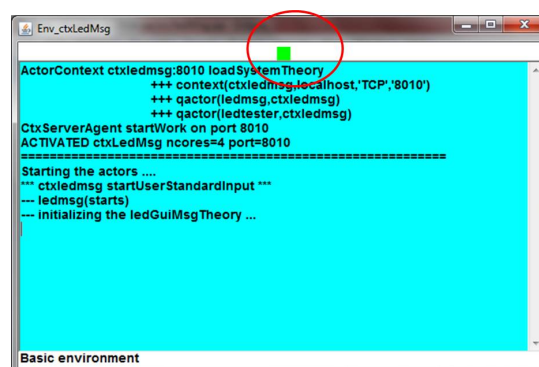 Env_ctxLedMsg
ActorContext ctxledmsg:8010 loadSystemTheory
+++ context(ctxledmsg,localhost,'TCP','8010')
+++ qactor(ledmsg,ctxledmsg)
+++ qactor(ledtester,ctxledmsg)
CtxServerAgent startWork on port 8010
ACTIVATED ctxLedMsg ncores=4 port=8010
===========================================================
Starting the actors ....
*** ctxledmsg startUserStandardInput ***
--- ledmsg(starts)
--- initializing the ledGuiMsgTheory ...
Basic environment